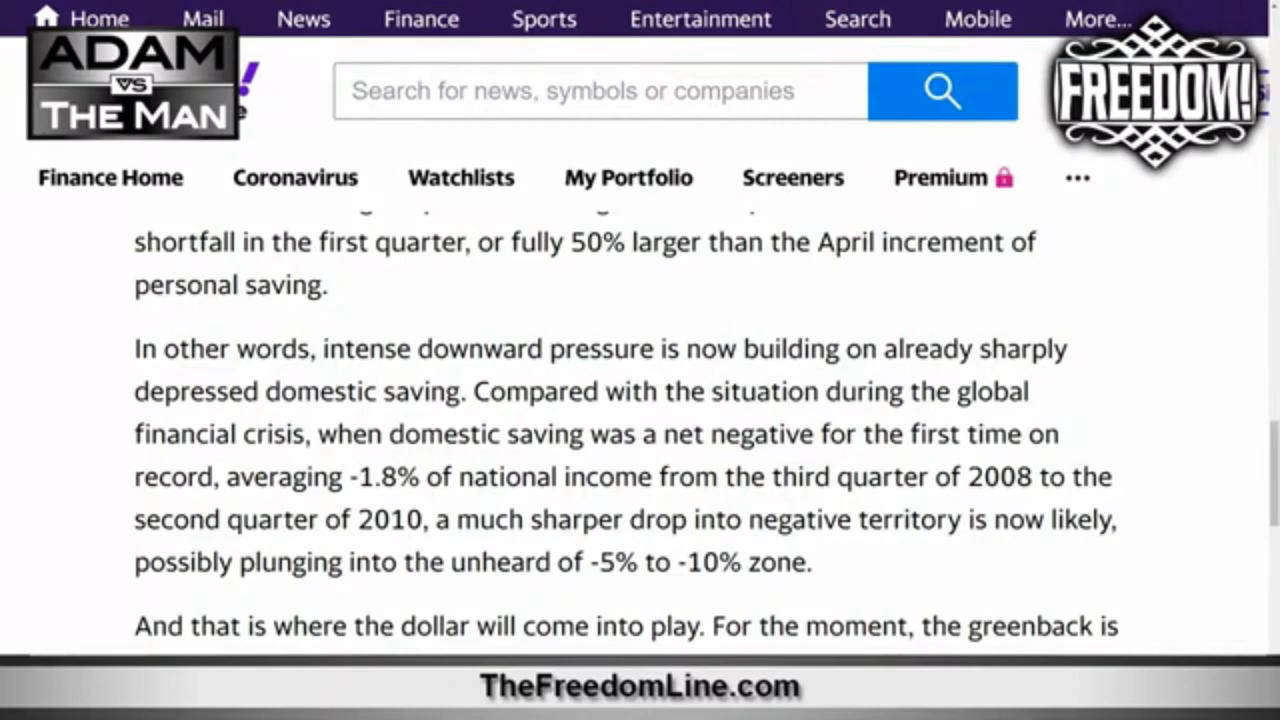 Home Mail News Finance Sports Entertainment Search Mobile More...
ADAM
VS
THE MAN
!
e
Search for news, symbols or companies
FREEDOM!
Finance Home Coronavirus Watchlists My Portfolio Screeners Premium ...
shortfall in the first quarter, or fully 50% larger than the April increment of
personal saving.
In other words, intense downward pressure is now building on already sharply
depressed domestic saving. Compared with the situation during the global
financial crisis, when domestic saving was a net negative for the first time on
record, averaging -1.8% of national income from the third quarter of 2008 to the
second quarter of 2010, a much sharper drop into negative territory is now likely,
possibly plunging into the unheard of -5% to -10% zone.
And that is where the dollar will come into play. For the moment, the greenback is
TheFreedomLine.com